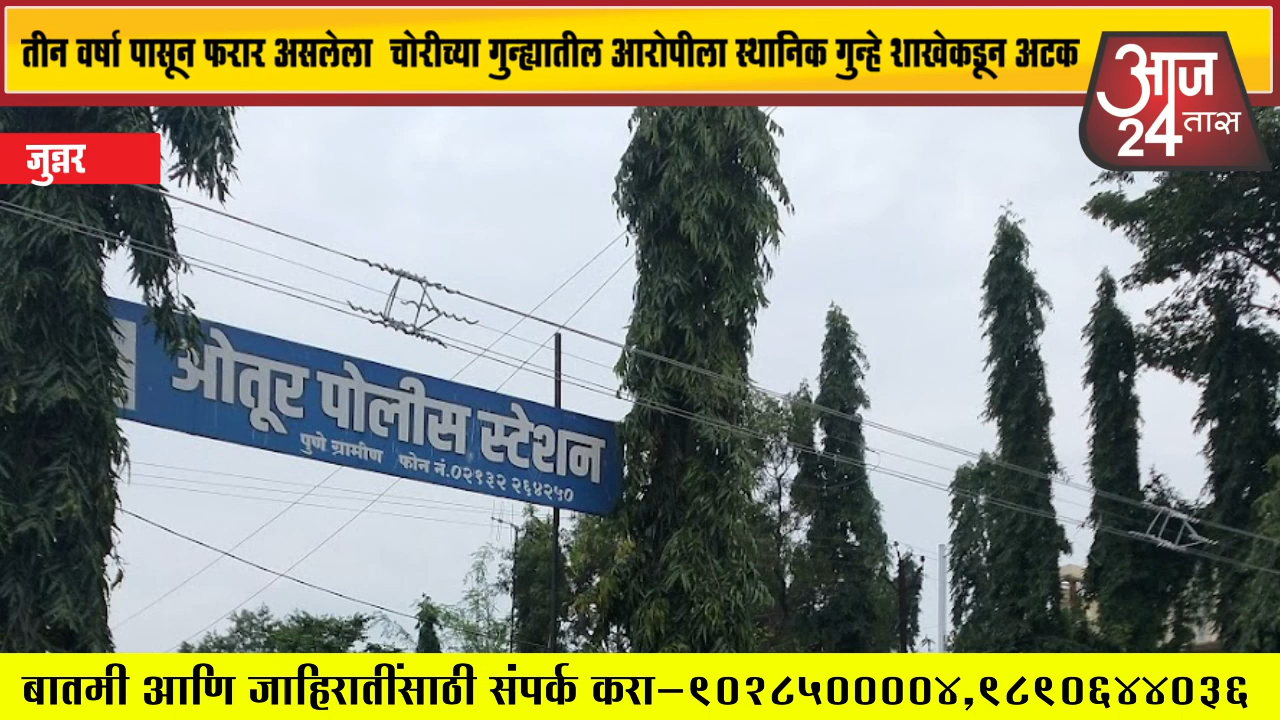 तीन वर्षा पासून फरार असलेला चोरीच्या गुन्ह्यातील आरोपीला स्थानिक गुन्हे शाखेकडून अटक
आज
24 तास
जुन्नर
ओतूर पोलीस स्टेशन
पुणे ग्रामीण फोन नं.०२१३२ २६४२५०
बातमी आणि जाहिरातींसाठी संपर्क करा-९०२८५००००४,९८९०६४४०३६